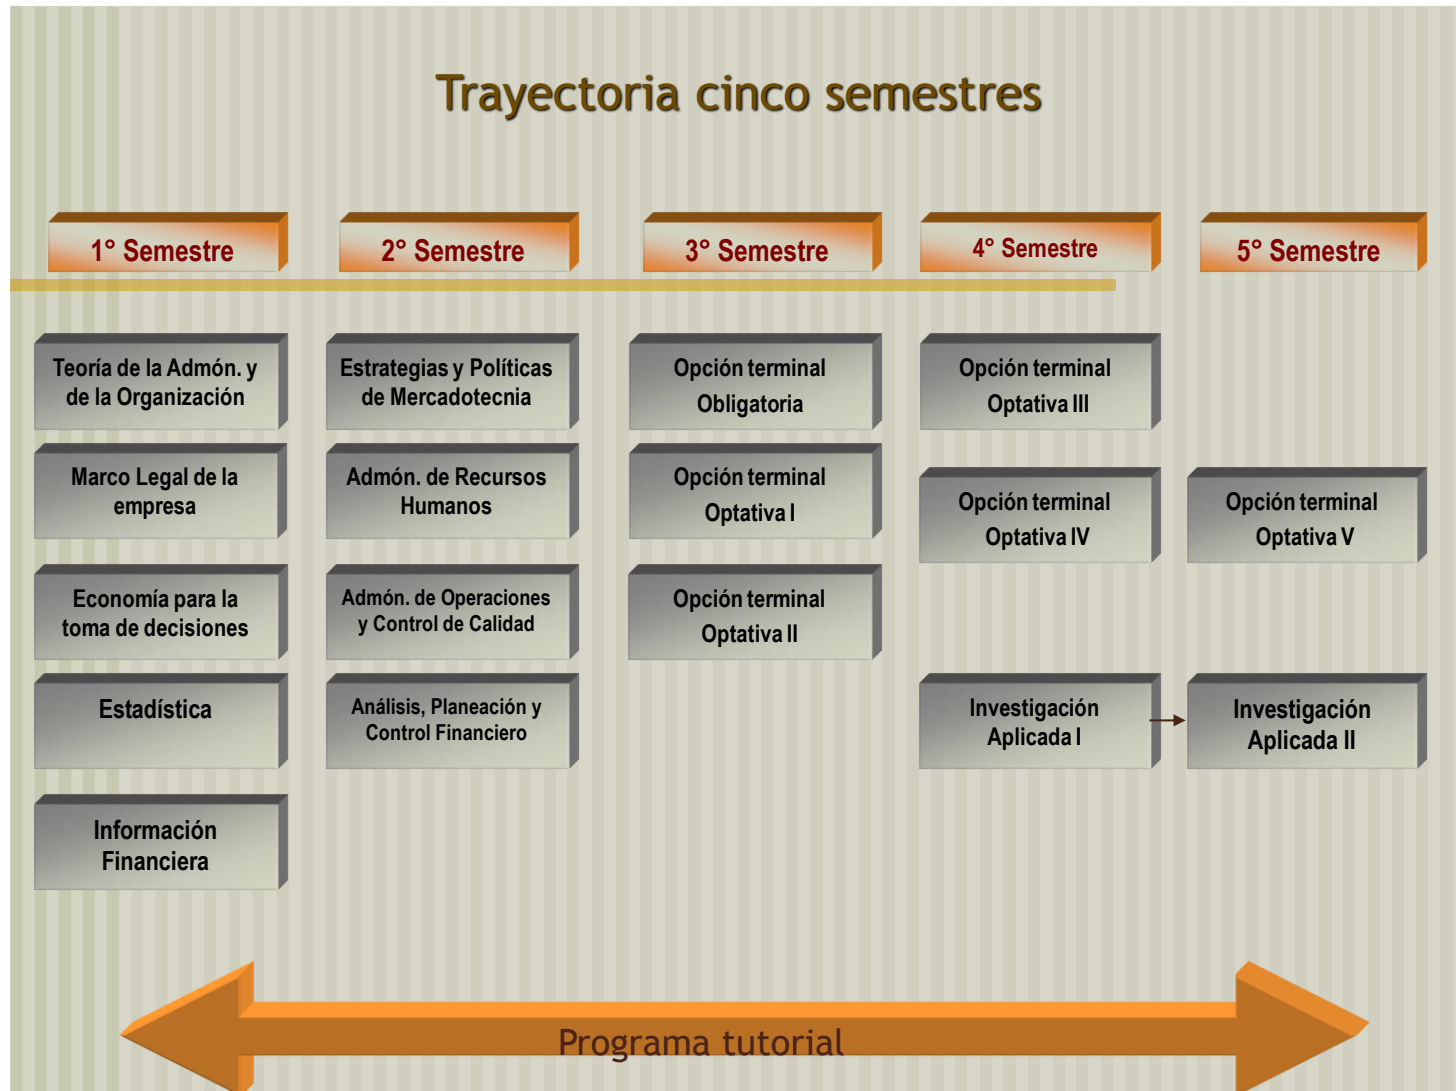 Trayectoria cinco semestres
1° Semestre
2° Semestre
3° Semestre
4° Semestre
5° Semestre
Teoría de la Admón. y
de la Organización
Marco Legal de la
empresa
Economía para la
toma de decisiones
Estadística
Información
Financiera
Estrategias y Políticas
de Mercadotecnia
Admón. de Recursos
Humanos
Admón. de Operaciones
y Control de Calidad
Análisis, Planeación y
Control Financiero
Opción terminal
Obligatoria
Opción terminal
Optativa I
Opción terminal
Optativa II
Opción terminal
Optativa III
Opción terminal
Optativa IV
Investigación
Aplicada I
Opción terminal
Optativa V
Investigación
Aplicada II
Programa tutorial